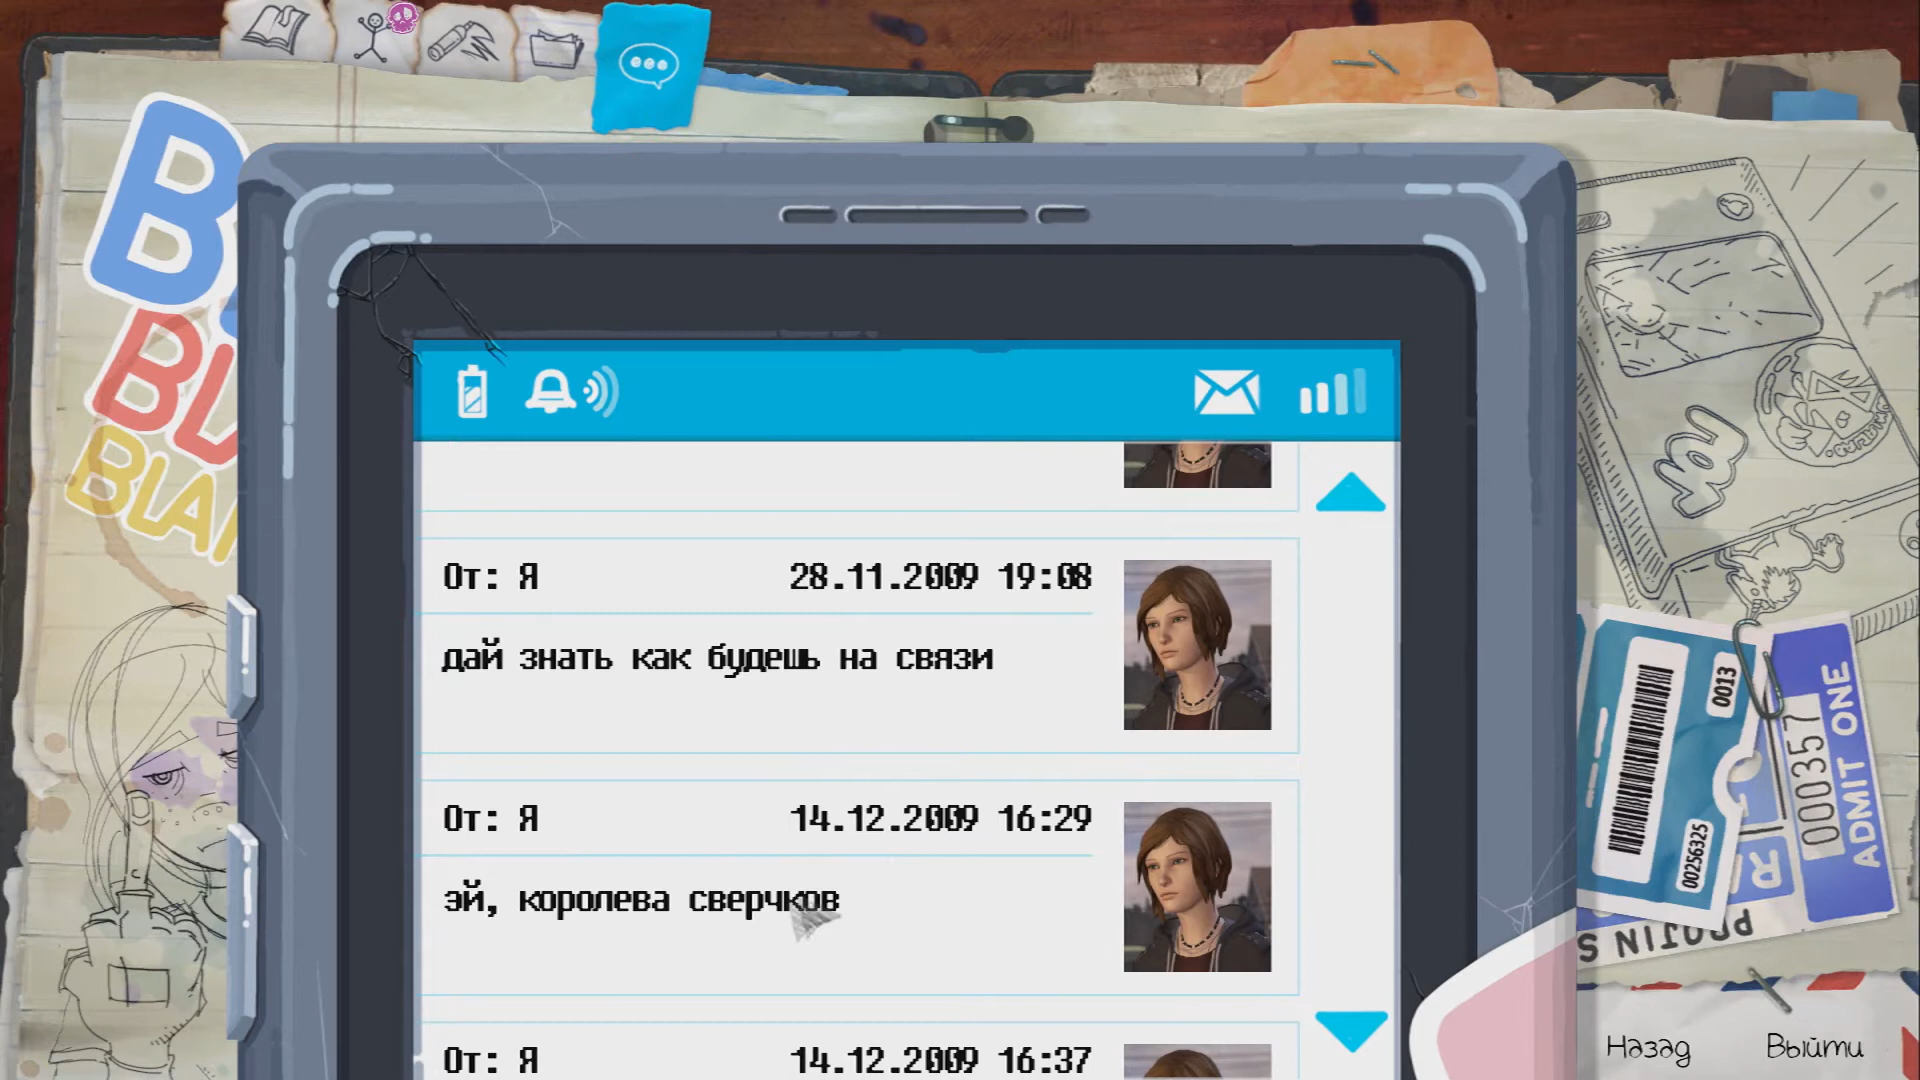 От: Я 28.11.2009 19:08
дай знать как будешь на связи
От: Я 14.12.2009 16:29
эй, королева сверчков
От: Я 14.12.2009 16:37
0013
00256325
000357
ADMIT ONE
Назад Выйти